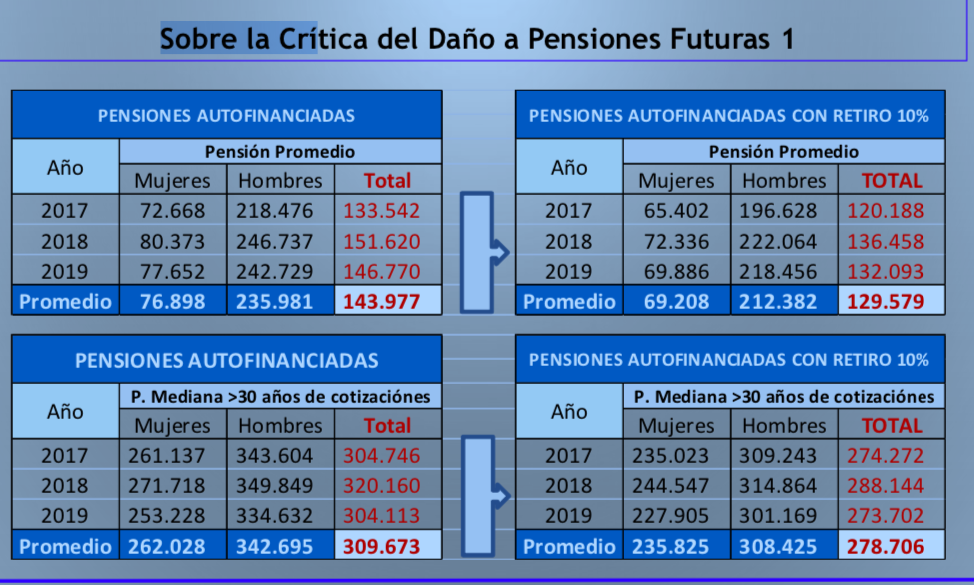 Sobre la Crítica del Daño a Pensiones Futuras 1
PENSIONES AUTOFINANCIADAS
Año
Pensión Promedio
Mujeres Hombres Total
2017 72.668 218.476 133.542
2018 80.373 246.737 151.620
2019 77.652 242.729 146.770
Promedio 76.898 235.981 143.977
PENSIONES AUTOFINANCIADAS CON RETIRO 10%
Año
Pensión Promedio
Mujeres Hombres TOTAL
2017 65.402 196.628 120.188
2018 72.336 222.064 136.458
2019 69.886 218.456 132.093
Promedio 69.208 212.382 129.579
PENSIONES AUTOFINANCIADAS
Año
P. Mediana >30 años de cotizaciónes
Mujeres Hombres Total
2017 261.137 343.604 304.746
2018 271.718 349.849 320.160
2019 253.228 334.632 304.113
Promedio 262.028 342.695 309.673
PENSIONES AUTOFINANCIADAS CON RETIRO 10%
Año
P. Mediana >30 años de cotizaciónes
Mujeres Hombres TOTAL
2017 235.023 309.243 274.272
2018 244.547 314.864 288.144
2019 227.905 301.169 273.702
Promedio 235.825 308.425 278.706